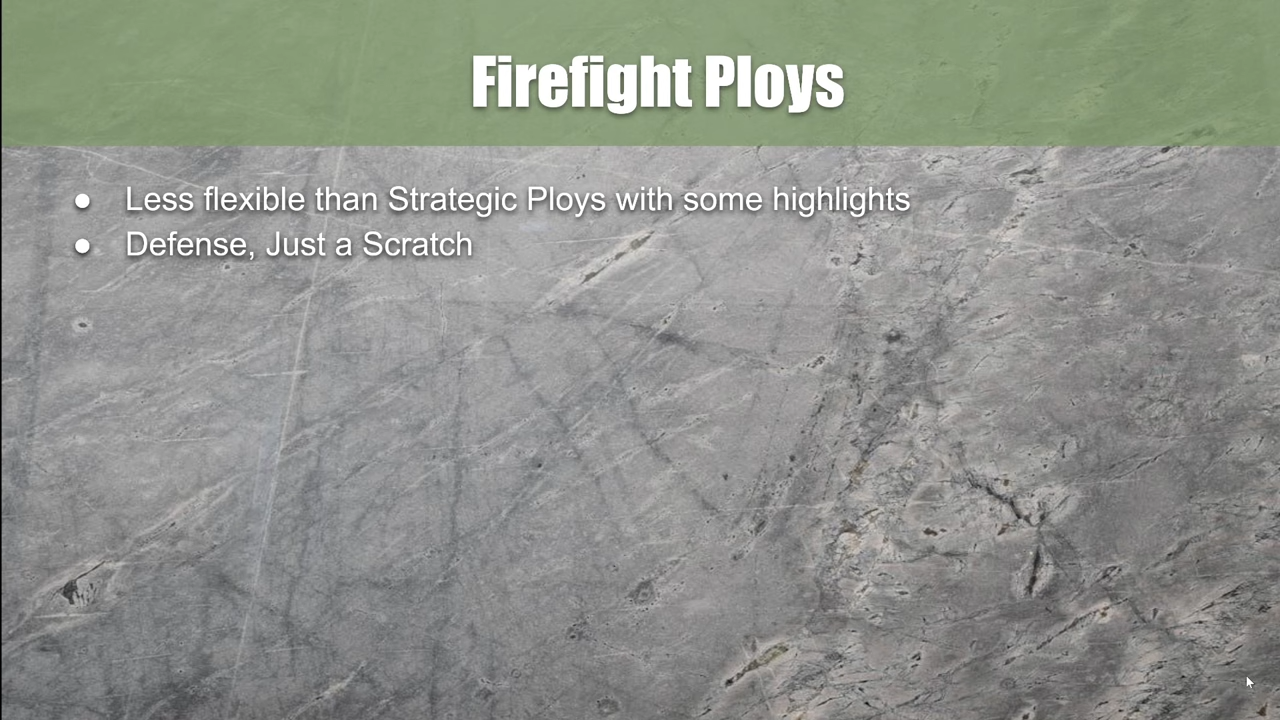 Firefight Ploys
● Less flexible than Strategic Ploys with some highlights
● Defense, Just a Scratch